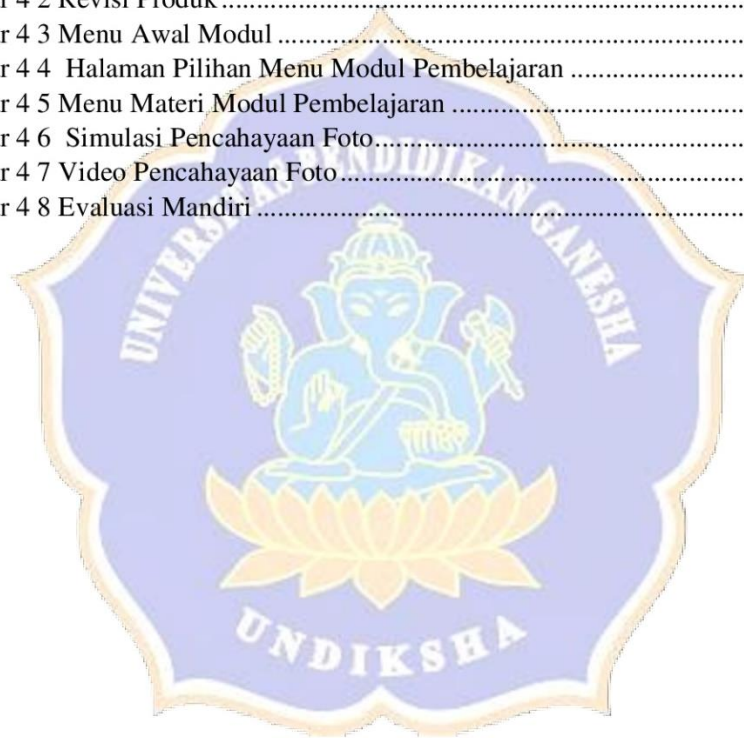 r 4 2 Revisi Produk ........................................................................
r 4 3 Menu Awal Modul ........................................................................
r 4 4 Halaman Pilihan Menu Modul Pembelajaran ........................
r 4 5 Menu Materi Modul Pembelajaran ........................................
r 4 6 Simulasi Pencahayaan Foto ........................................................
r 4 7 Video Pencahayaan Foto ........................................................
r 4 8 Evaluasi Mandiri ........................................................................
UNIVERSITAS PENDIDIKAN GANESHA
UNDIKSHA